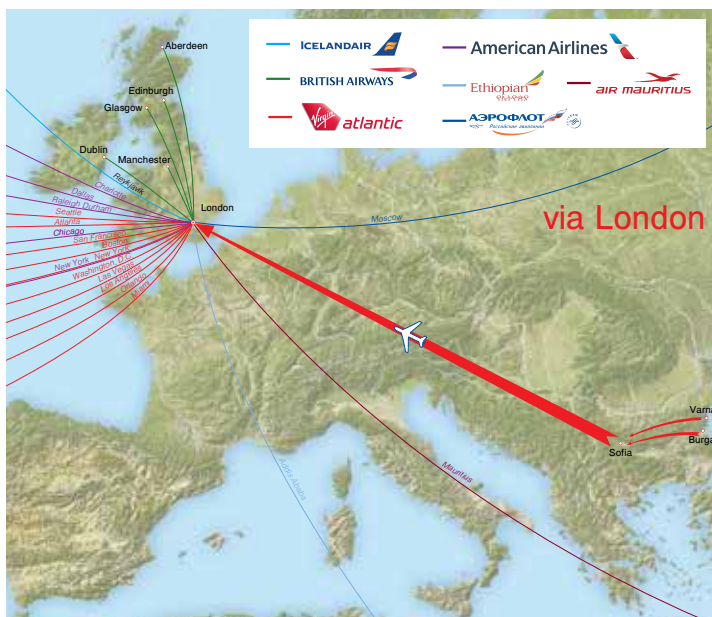 ICELANDAIR
American Airlines
BRITISH AIRWAYS
Ethiopian
AIR MAURITIUS
Virgin atlantic
АЭРОФЛОТ
Российские авиалинии
Aberdeen
Edinburgh
Glasgow
Dublin
Manchester
Reykjavik
London
Charlotte
Dallas
Raleigh Durham
Seattle
Atlanta
Chicago
San Francisco
Boston
New York New York
Washington, D.C.
Las Vegas
Los Angeles
Orlando
Miami
Moscow
via London
Addis Ababa
Mauritius
Varna
Burga
Sofia